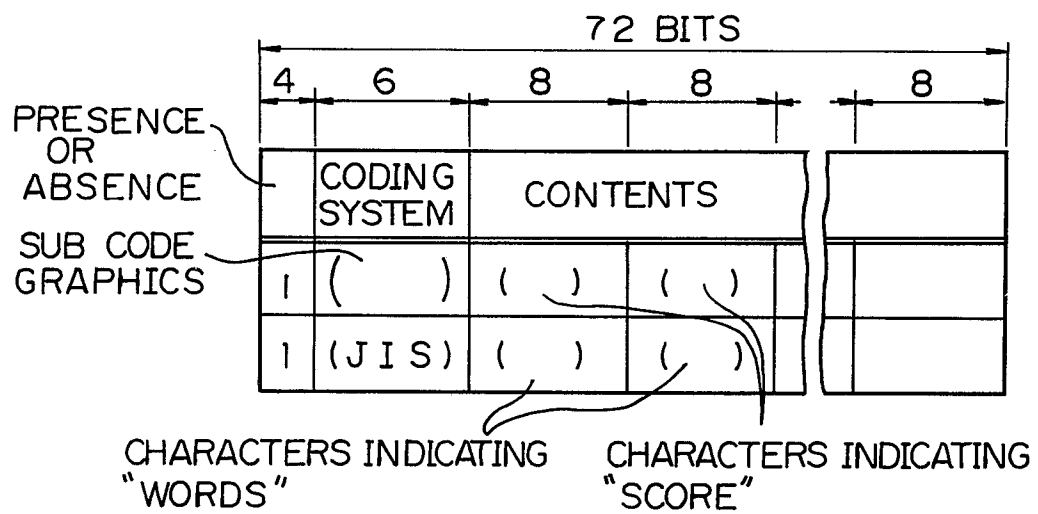 72 BITS
4 6 8 8 8
PRESENCE
OR
ABSENCE
CODING
SYSTEM
CONTENTS
SUB CODE
GRAPHICS
1 ( ) ( ) ( )
1 (JIS) ( ) ( )
CHARACTERS INDICATING
"WORDS"
CHARACTERS INDICATING
"SCORE"